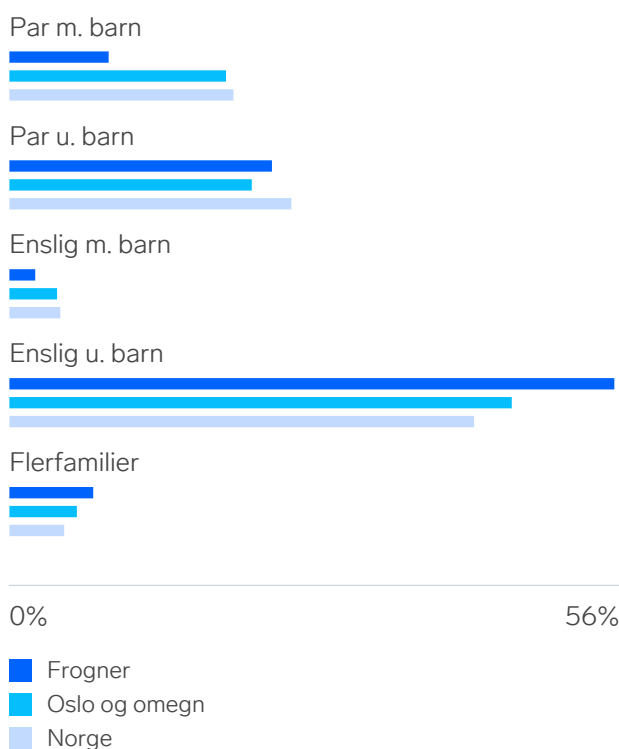 Par m. barn
Par u. barn
Enslig m. barn
Enslig u. barn
Flerfamilier
0% 56%
Frogner
Oslo og omegn
Norge